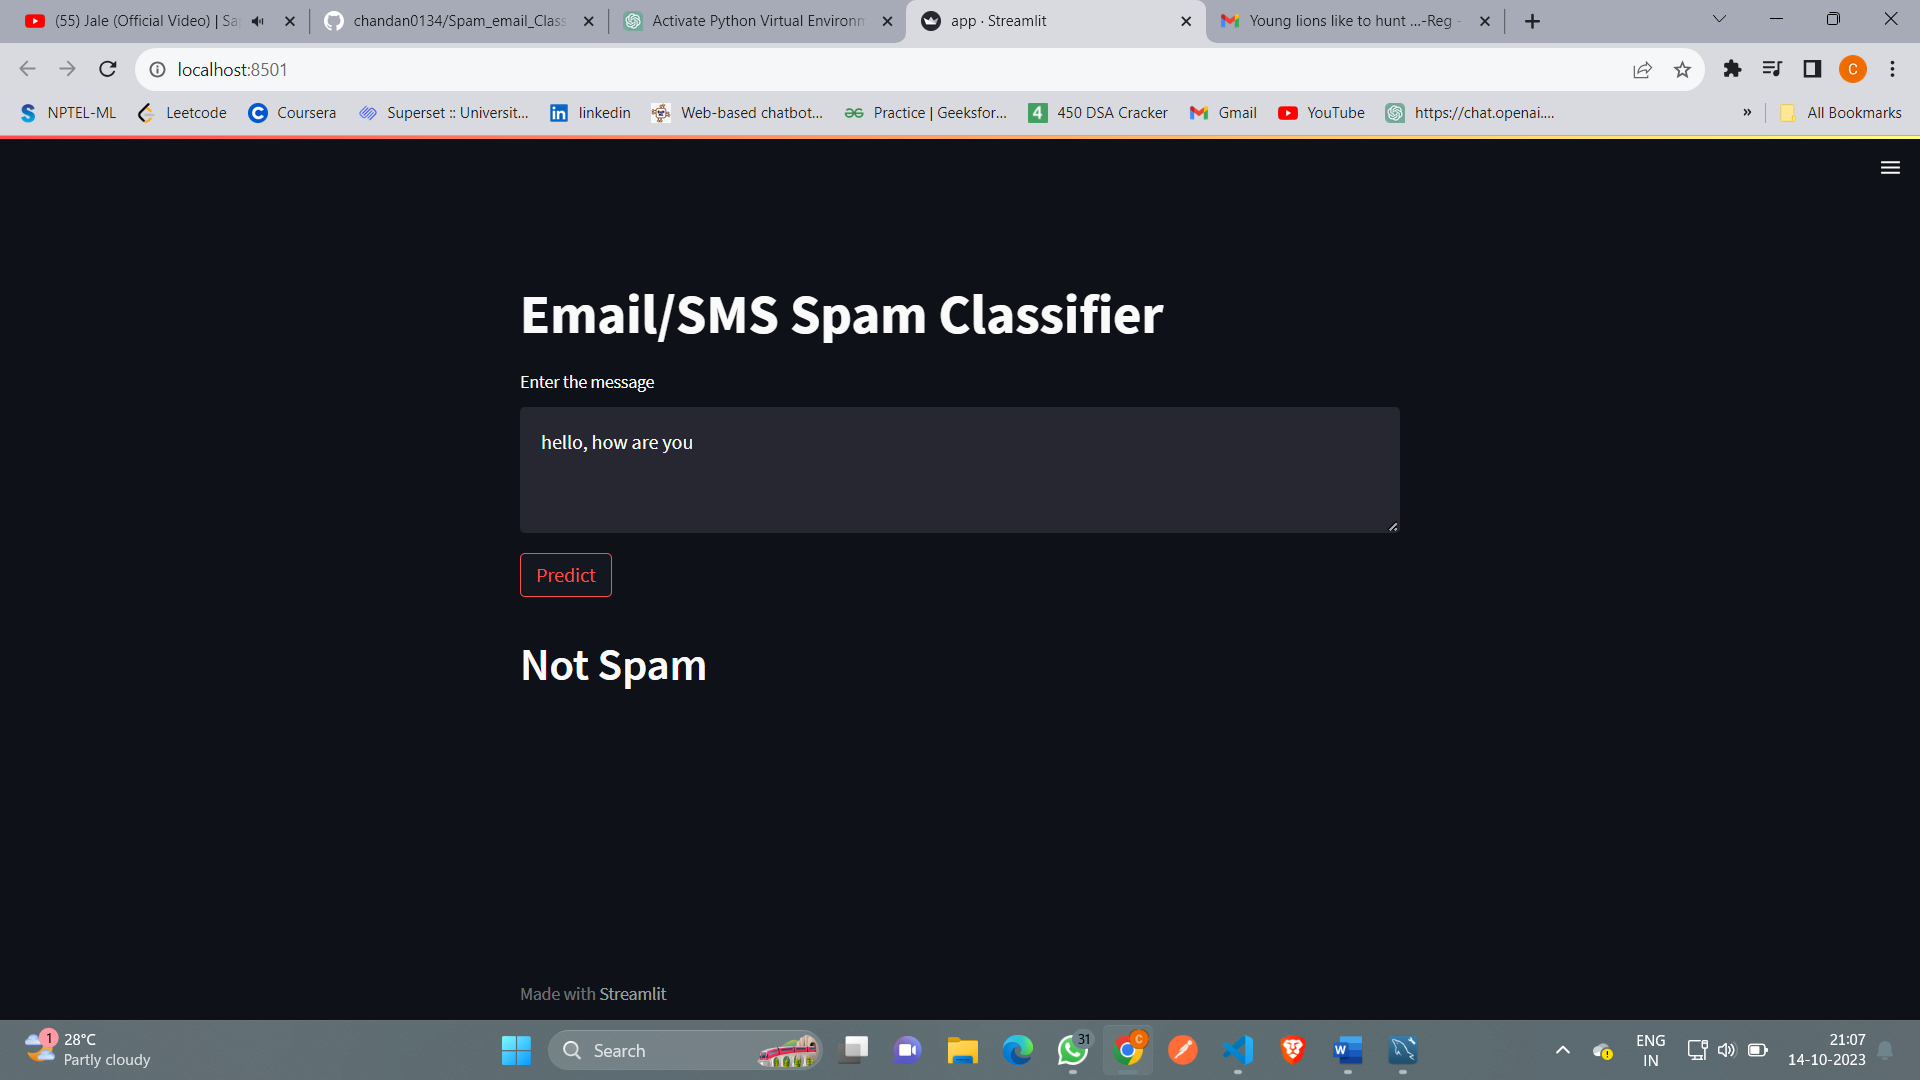 (55) Jale (Official Video) | Sa
chandan0134/Spam_email_Class
Activate Python Virtual Environm
app · Streamlit
Young lions like to hunt ...-Reg -
localhost:8501
C
NPTEL-ML
Leetcode
Coursera
Superset :: Universit...
linkedin
Web-based chatbot...
Practice | Geeksfor...
4
450 DSA Cracker
Gmail
YouTube
https://chat.openai....
»
All Bookmarks
Email/SMS Spam Classifier
Enter the message
hello, how are you
Predict
Not Spam
Made with Streamlit
1
28°C
Partly cloudy
Search
31
C
ENG
IN
21:07
14-10-2023